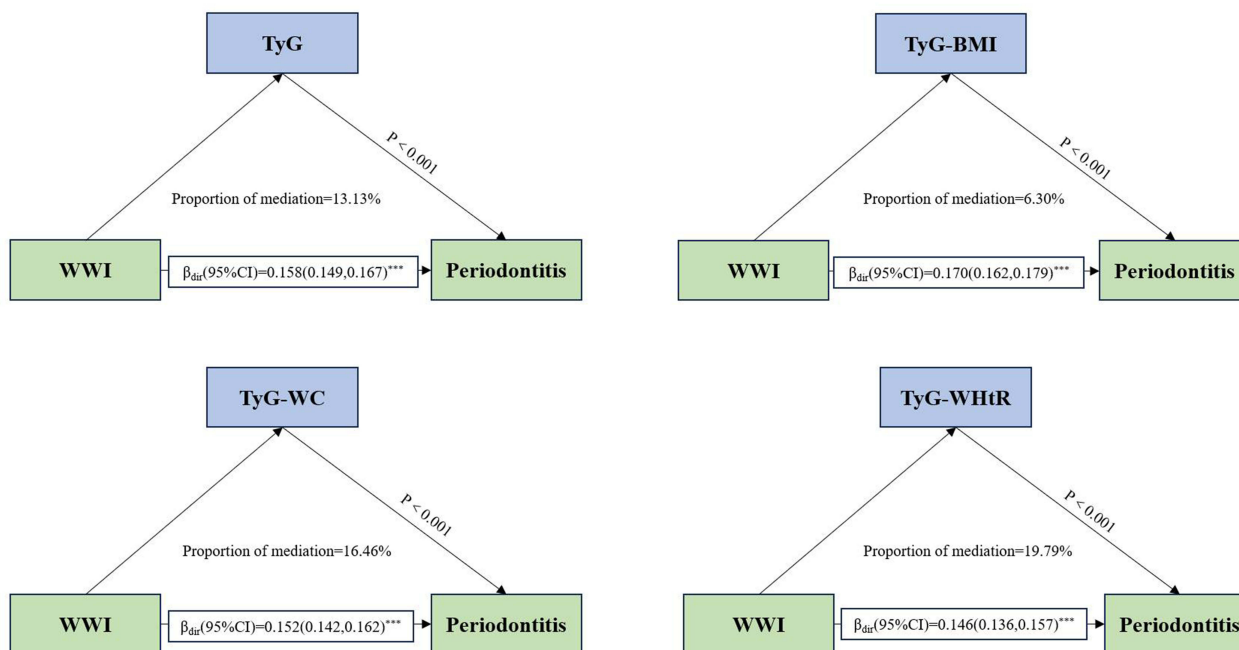 TyG
P < 0.001
Proportion of mediation=13.13%
WWI
βdir(95%CI)=0.158(0.149,0.167)***
Periodontitis
TyG-BMI
P < 0.001
Proportion of mediation=6.30%
WWI
βdir(95%CI)=0.170(0.162,0.179)***
Periodontitis
TyG-WC
P < 0.001
Proportion of mediation=16.46%
WWI
βdir(95%CI)=0.152(0.142,0.162)***
Periodontitis
TyG-WHtR
P < 0.001
Proportion of mediation=19.79%
WWI
βdir(95%CI)=0.146(0.136,0.157)***
Periodontitis